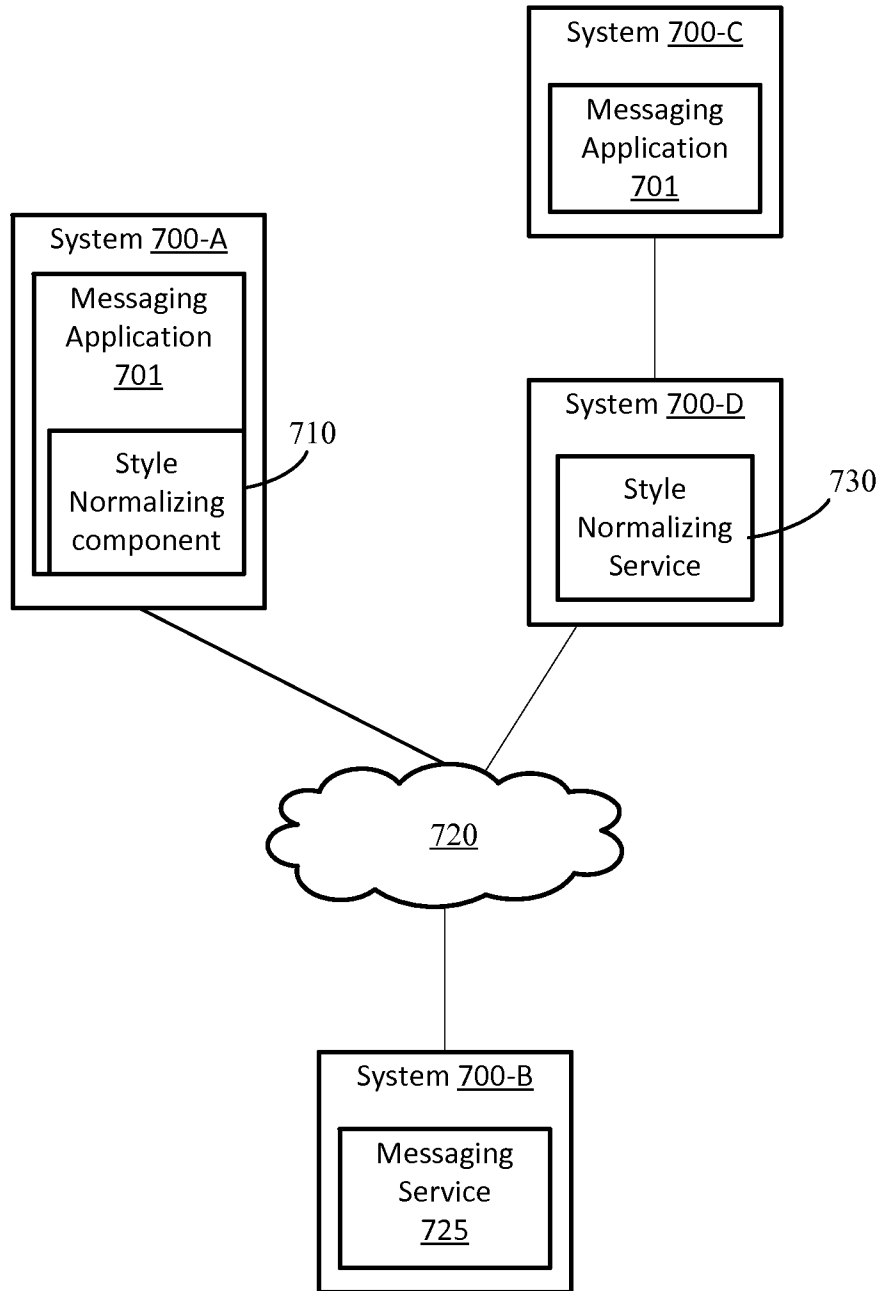 System 700-C
Messaging
Application
701
System 700-A
Messaging
Application
701
Style
Normalizing
component
710
System 700-D
Style
Normalizing
Service
730
720
System 700-B
Messaging
Service
725